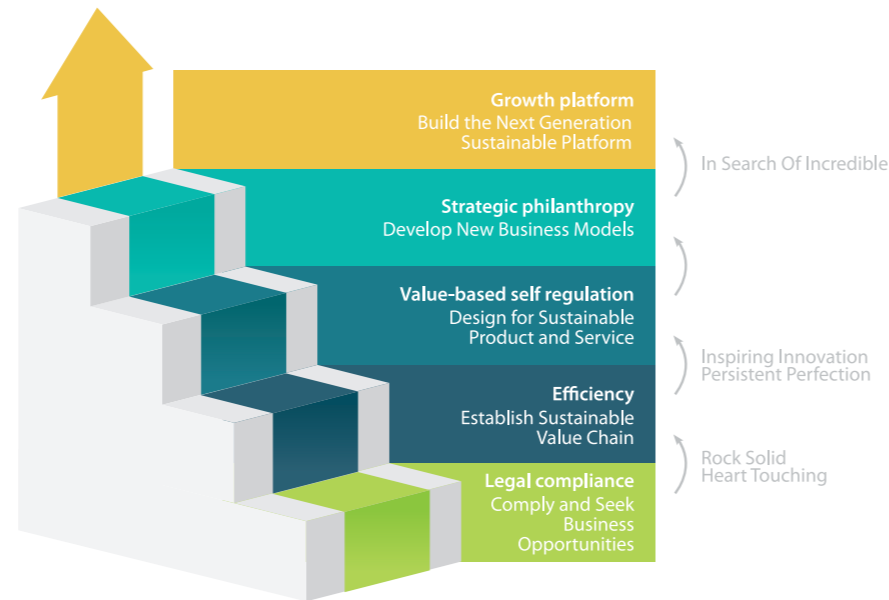 Growth platform
Build the Next Generation
Sustainable Platform
In Search Of Incredible
Strategic philanthropy
Develop New Business Models
Value-based self regulation
Design for Sustainable
Product and Service
Inspiring Innovation
Persistent Perfection
Efficiency
Establish Sustainable
Value Chain
Rock Solid
Heart Touching
Legal compliance
Comply and Seek
Business
Opportunities